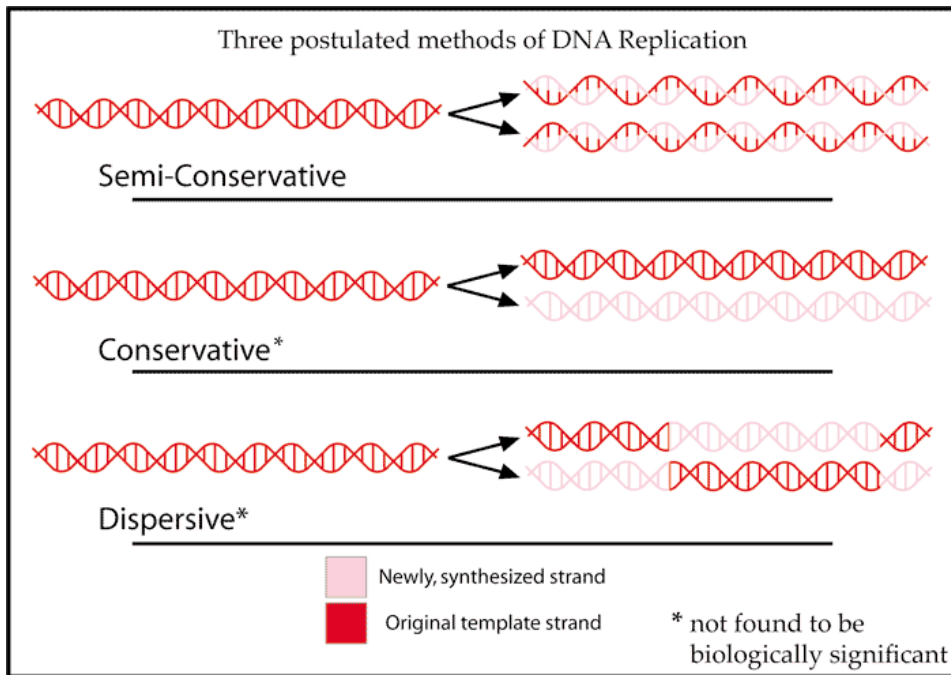 Three postulated methods of DNA Replication
Semi-Conservative
Conservative*
Dispersive*
Newly, synthesized strand
Original template strand
* not found to be
biologically significant